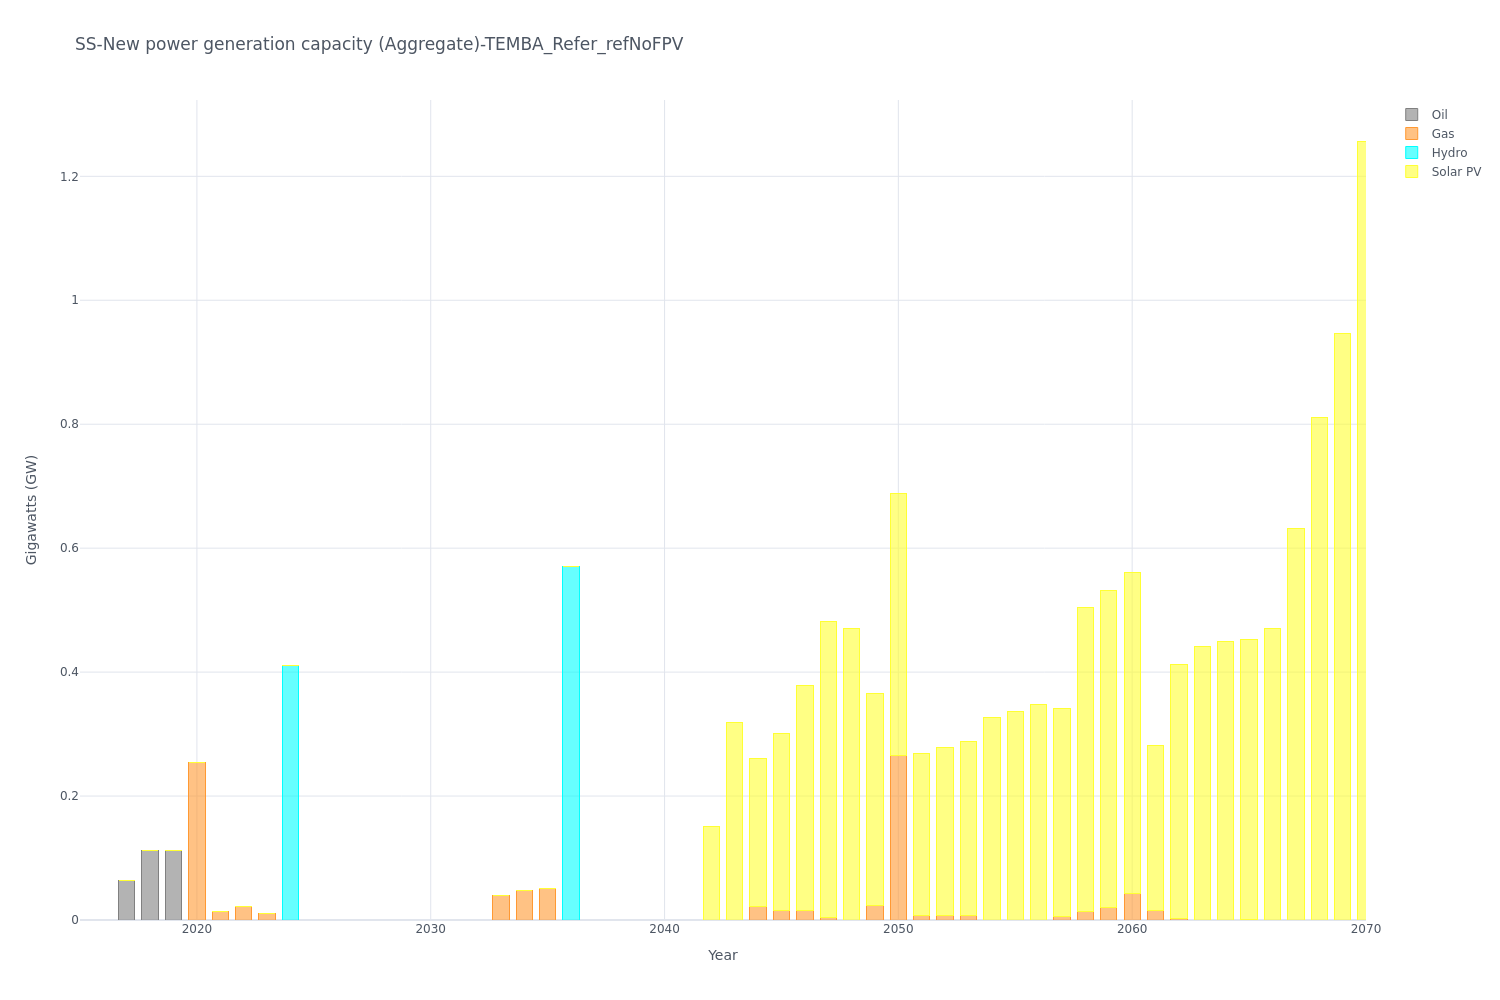 SS-New power generation capacity (Aggregate)-TEMBA_Refer_refNoFPV
Oil
Gas
Hydro
Solar PV
1.2
1
0.8
0.6
0.4
0.2
0
Gigawatts (GW)
2020
2030
2040
2050
2060
2070
Year